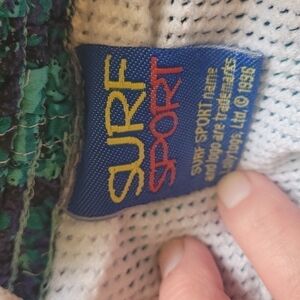 SURF
SPORT
SURF SPORT name
and logo are trademarks
Ltd. © 1996